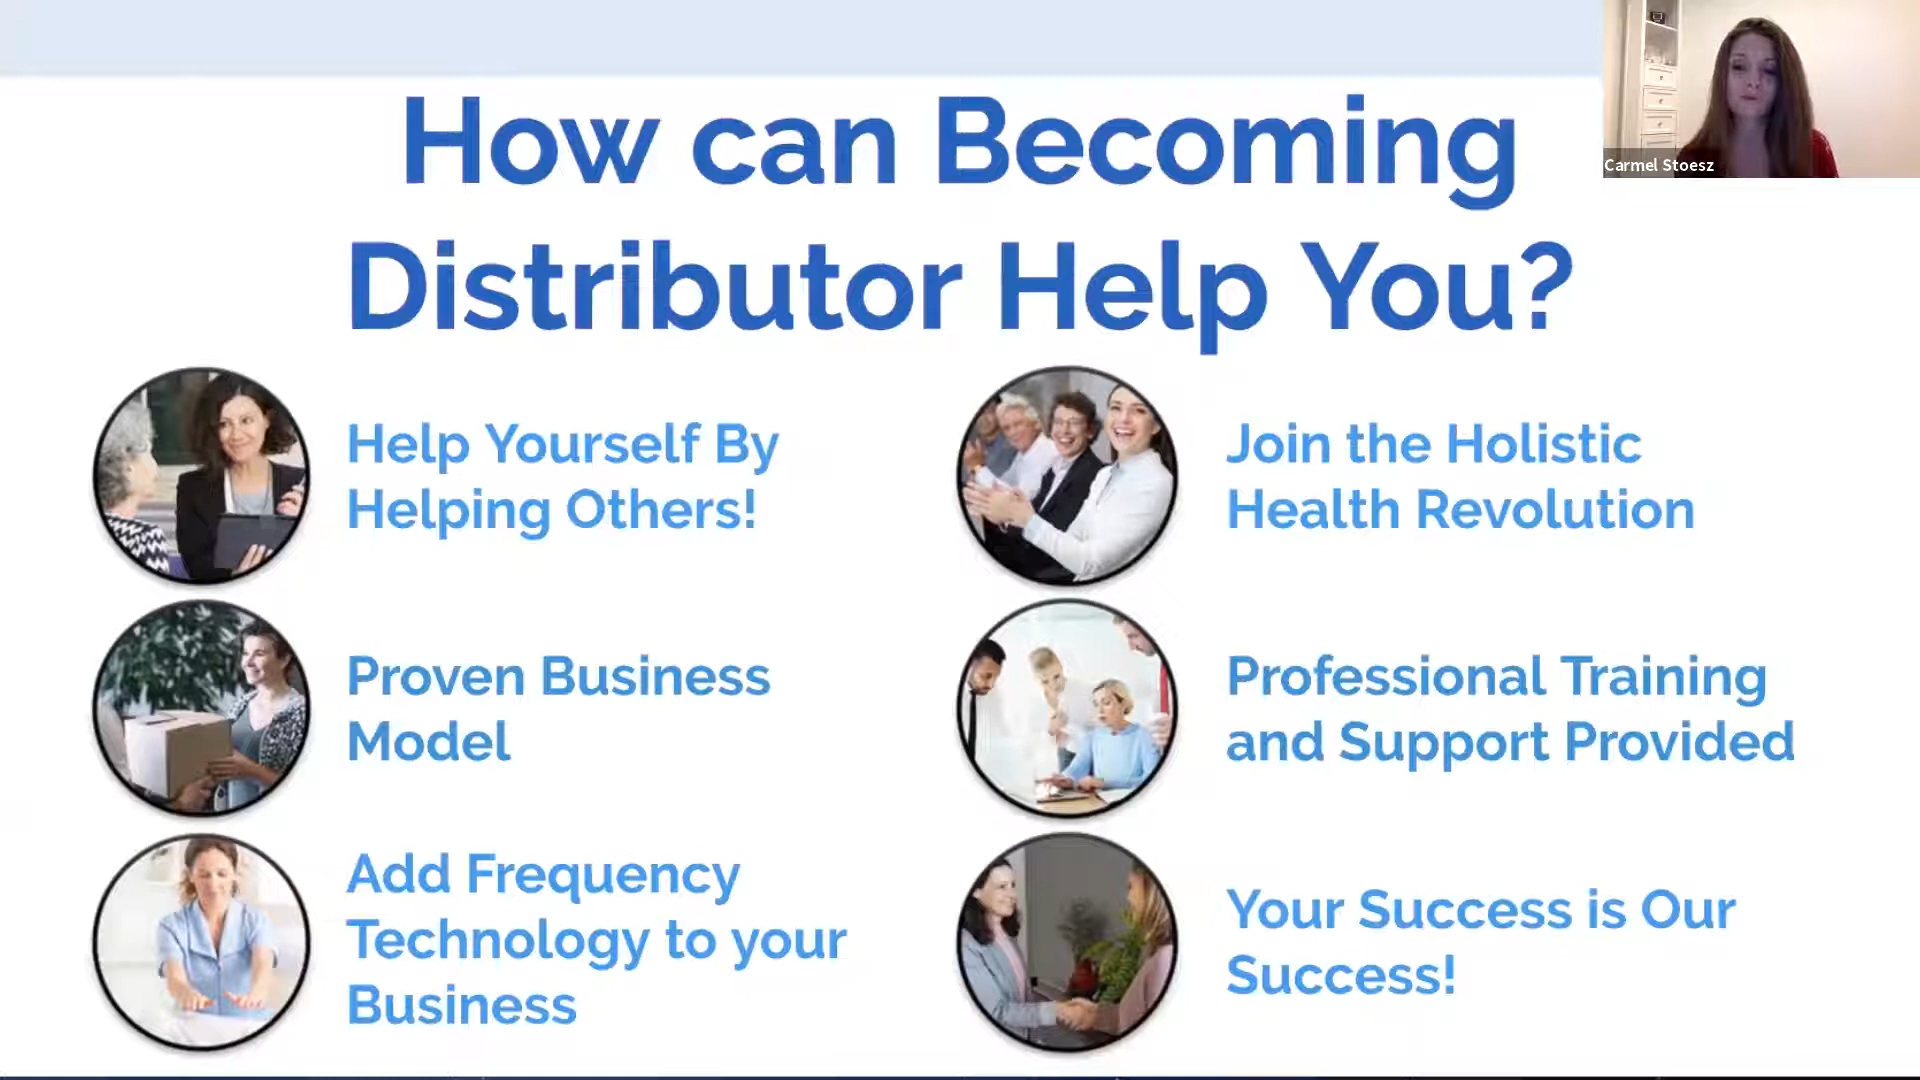 How can Becoming
Distributor Help You?
Carmel Stoesz
Help Yourself By
Helping Others!
Join the Holistic
Health Revolution
Proven Business
Model
Professional Training
and Support Provided
Add Frequency
Technology to your
Business
Your Success is Our
Success!